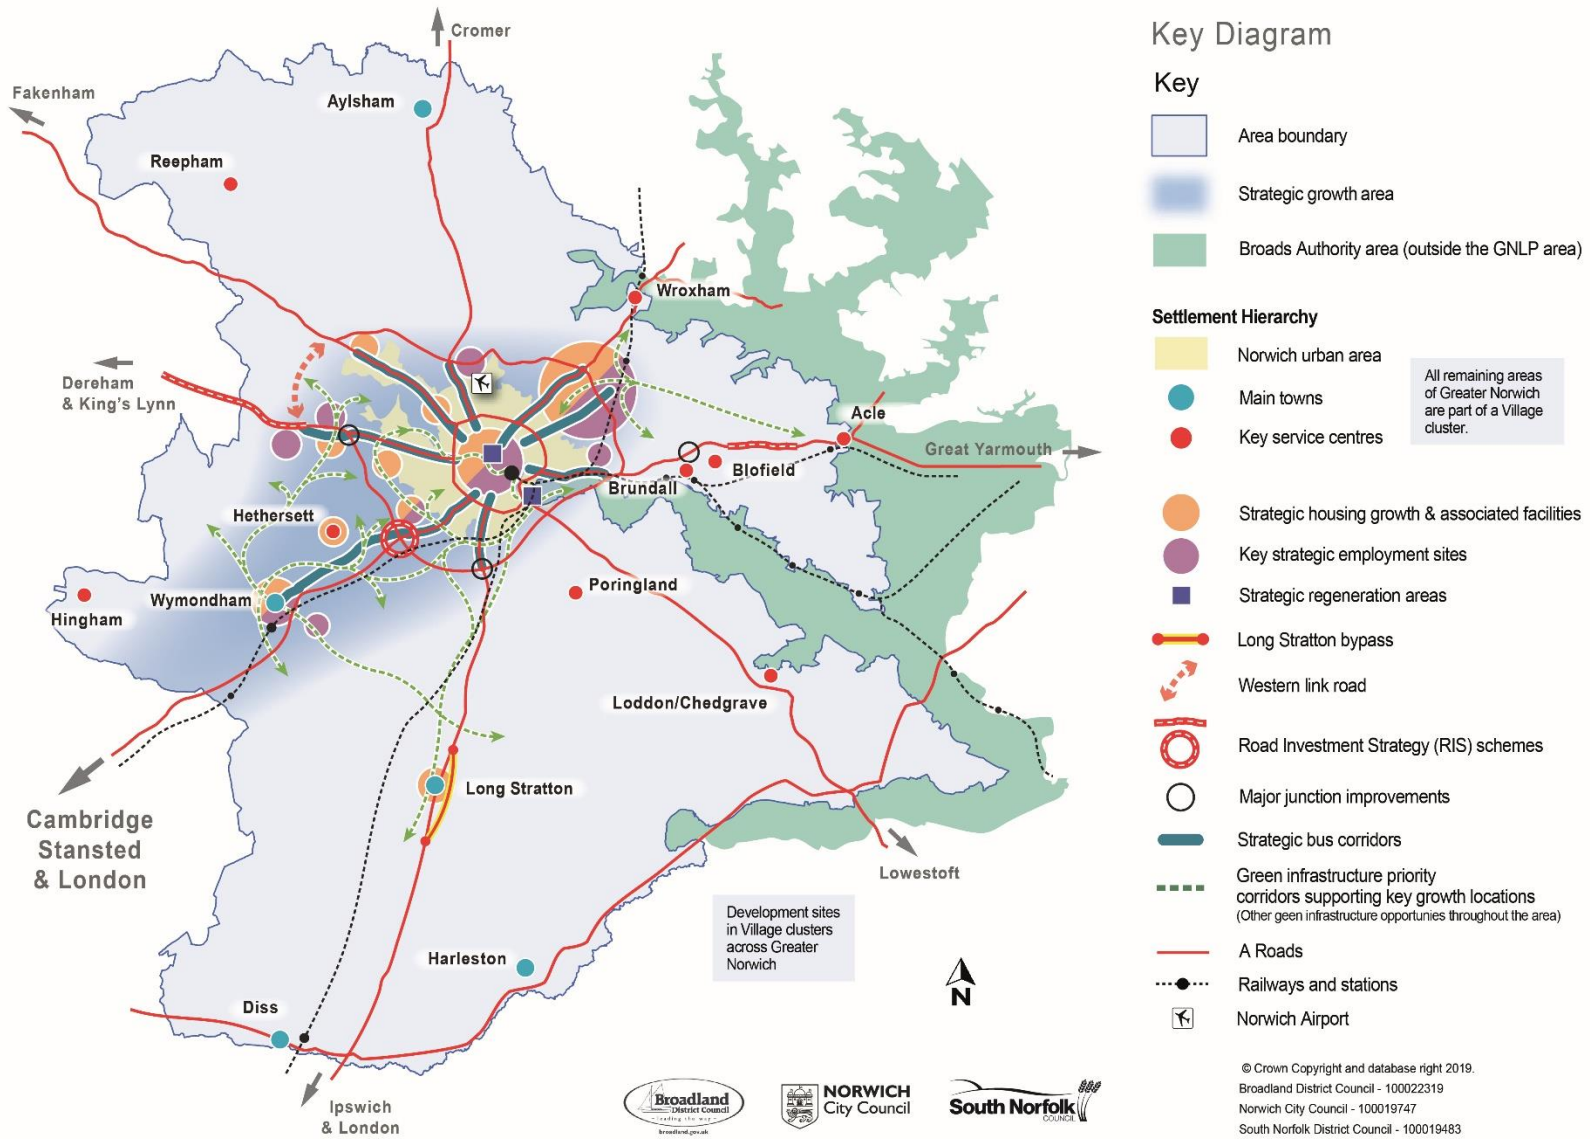 Cromer
Fakenham
Aylsham
Reepham
Wroxham
Dereham
& King's Lynn
Acle
Great Yarmouth
Blofield
Brundall
Hethersett
Poringland
Wymondham
Hingham
Loddon/Chedgrave
Long Stratton
Cambridge
Stansted
& London
Lowestoft
Development sites
in Village clusters
across Greater
Norwich
Harleston
N
Diss
Ipswich
& London
Broadland
District Council
leading the way
broadland.gov.uk
NORWICH
City Council
South Norfolk
COUNCIL
Key Diagram
Key
Area boundary
Strategic growth area
Broads Authority area (outside the GNLP area)
Settlement Hierarchy
Norwich urban area
Main towns
Key service centres
All remaining areas
of Greater Norwich
are part of a Village
cluster.
Strategic housing growth & associated facilities
Key strategic employment sites
Strategic regeneration areas
Long Stratton bypass
Western link road
Road Investment Strategy (RIS) schemes
Major junction improvements
Strategic bus corridors
Green infrastructure priority
corridors supporting key growth locations
(Other geen infrastructure opportunies throughout the area)
A Roads
Railways and stations
Norwich Airport
© Crown Copyright and database right 2019.
Broadland District Council - 100022319
Norwich City Council - 100019747
South Norfolk District Council - 100019483